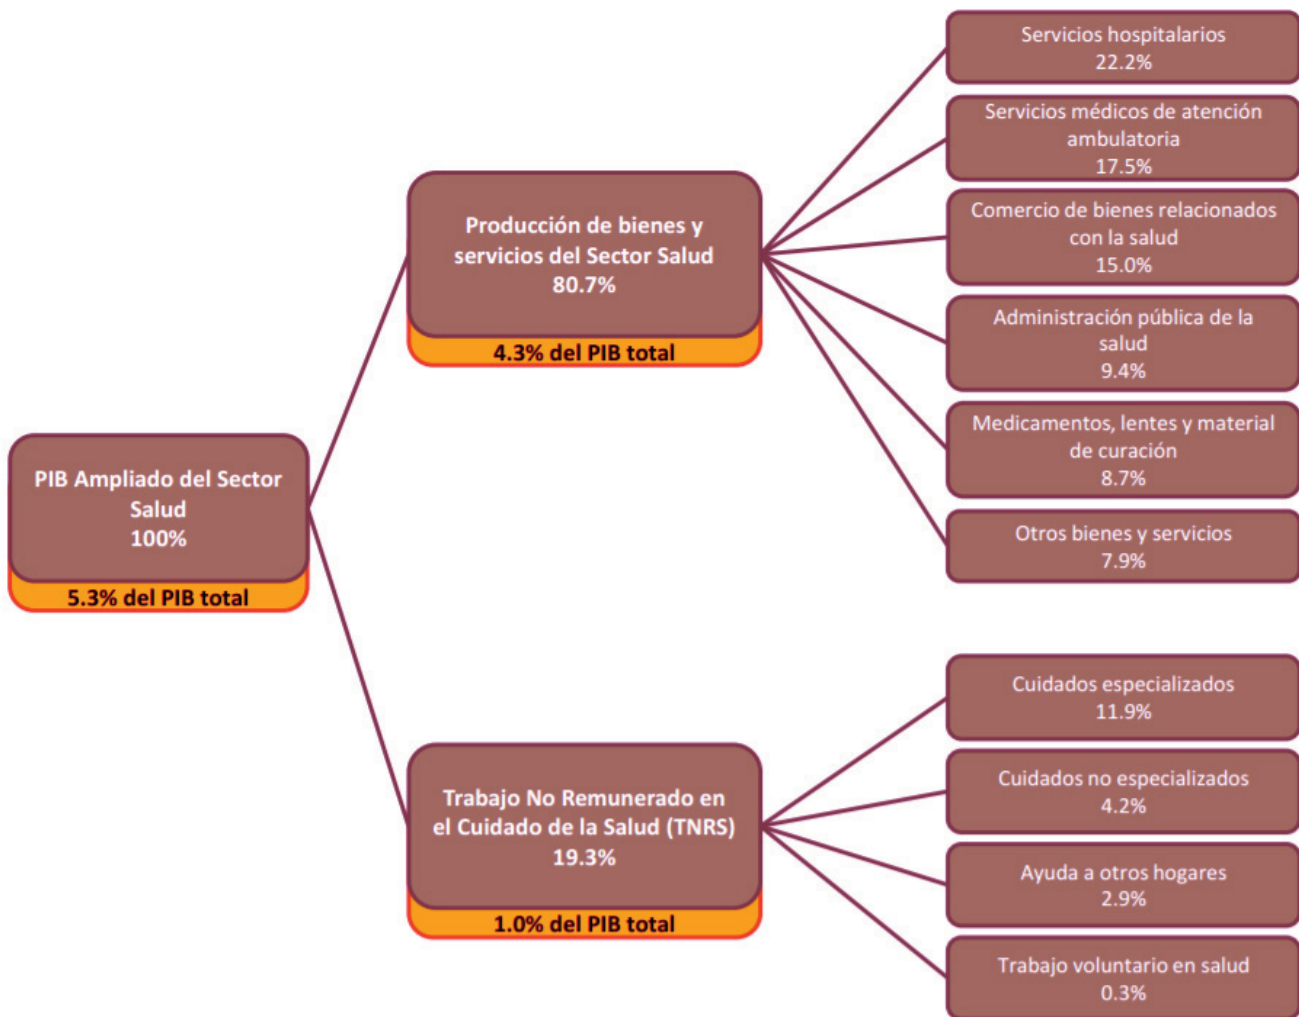 PIB Ampliado del Sector
Salud
100%
5.3% del PIB total
Producción de bienes y
servicios del Sector Salud
80.7%
4.3% del PIB total
Servicios hospitalarios
22.2%
Servicios médicos de atención
ambulatoria
17.5%
Comercio de bienes relacionados
con la salud
15.0%
Administración pública de la
salud
9.4%
Medicamentos, lentes y material
de curación
8.7%
Otros bienes y servicios
7.9%
Trabajo No Remunerado en
el Cuidado de la Salud (TNRS)
19.3%
1.0% del PIB total
Cuidados especializados
11.9%
Cuidados no especializados
4.2%
Ayuda a otros hogares
2.9%
Trabajo voluntario en salud
0.3%